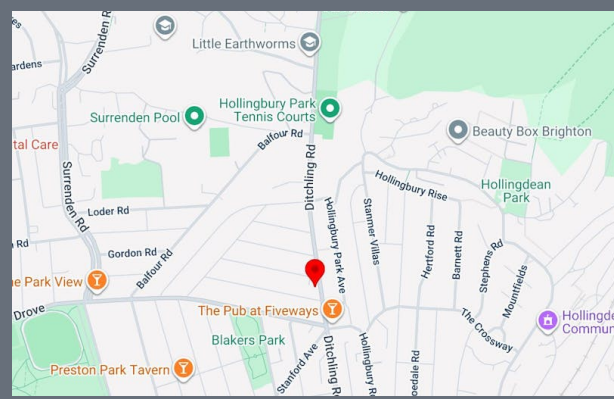 Surrenden R
Little Earthworms
ardens
Surrenden Pool
Hollingbury Park
Tennis Courts
Balfour Rd
Beauty Box Brighton
tal Care
Ditchling Rd
Surrenden Rd
Hollingbury Rise
Hollingdean
Park
Loder Rd
Hollingbury Park Ave
Stanmer Villas
Hertford Rd
Barnett Rd
Stephens Rd
Mountfields
p Rd
Gordon Rd
Balfour Rd
e Park View
Drove
The Pub at Fiveways
The Crossway
Hollingde
Commun
Blakers Park
Stanford Ave
Ditchling R
Hollingbury R
oedale Rd
Preston Park Tavern